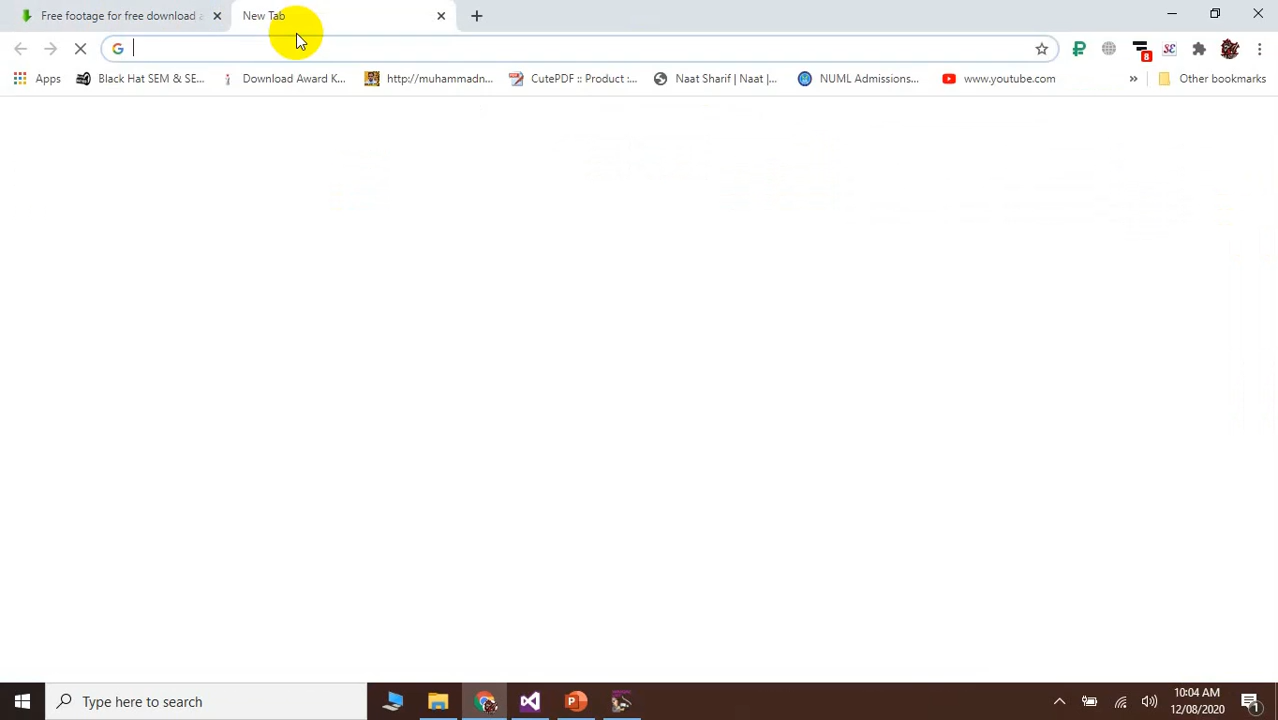 Free footage for free download a
New Tab
Apps
Black Hat SEM & SE...
Download Award K...
http://muhammadn...
CutePDF :: Product :...
Naat Sharif | Naat |...
NUML Admissions...
www.youtube.com
»
Other bookmarks
8
Type here to search
10:04 AM
12/08/2020
1